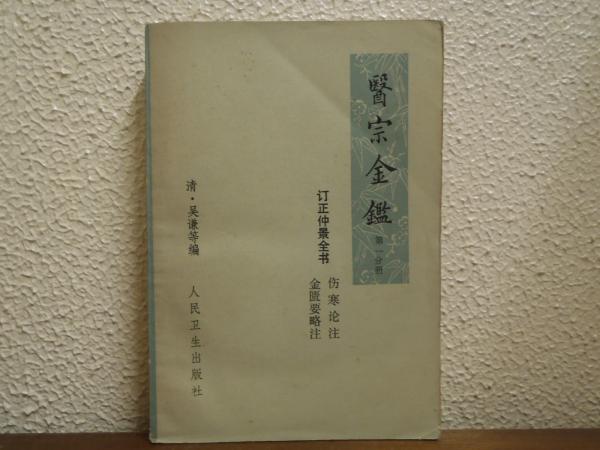 醫宗金鑑
第一分册
订正仲景全书
伤寒论注
金匮要略注
清·吴谦等编
人民卫生出版社